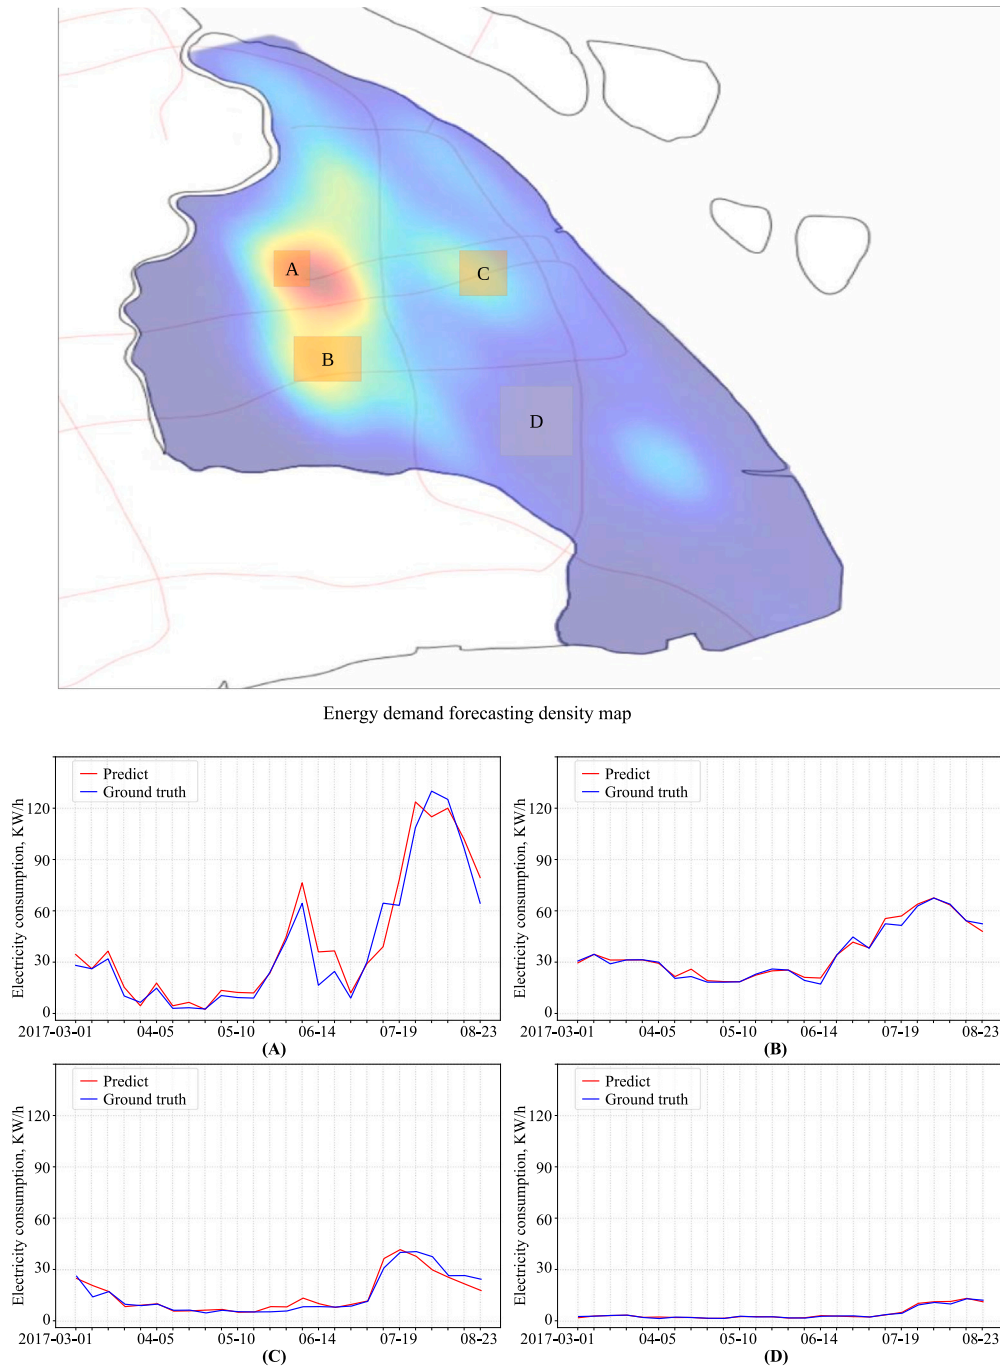 A
B
C
D
Energy demand forecasting density map
Predict
Ground truth
Electricity consumption, KW/h
120
90
60
30
0
2017-03-01 04-05 05-10 06-14 07-19 08-23
(A)
Predict
Ground truth
Electricity consumption, KW/h
120
90
60
30
0
2017-03-01 04-05 05-10 06-14 07-19 08-23
(B)
Predict
Ground truth
Electricity consumption, KW/h
120
90
60
30
0
2017-03-01 04-05 05-10 06-14 07-19 08-23
(C)
Predict
Ground truth
Electricity consumption, KW/h
120
90
60
30
0
2017-03-01 04-05 05-10 06-14 07-19 08-23
(D)